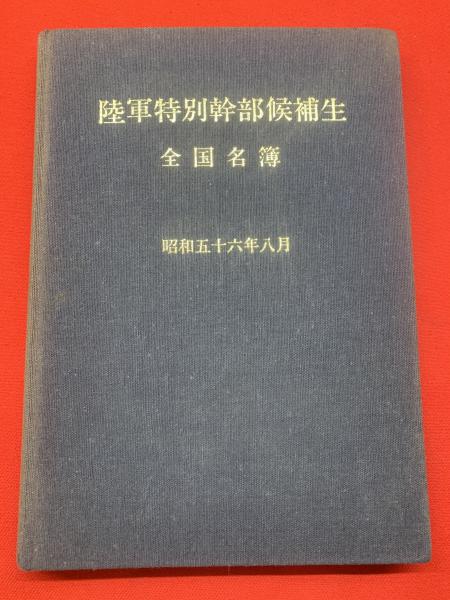 陸軍特別幹部候補生
全国名簿
昭和五十六年八月